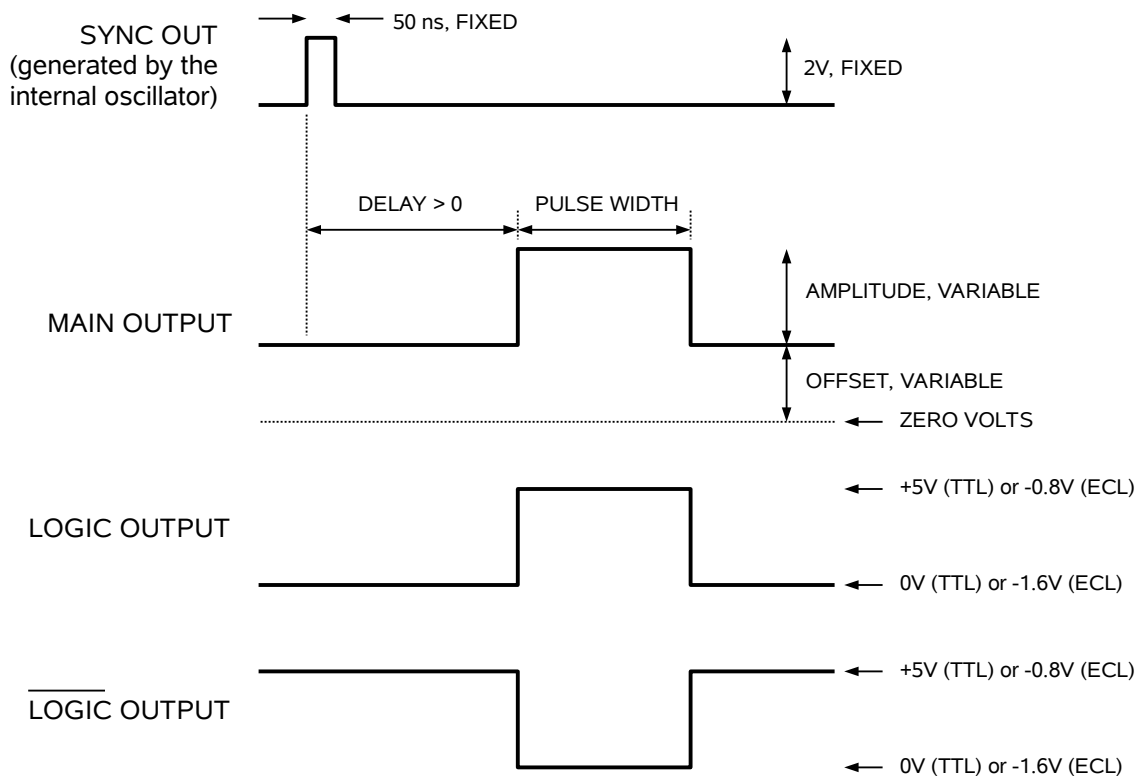 50 ns, FIXED
SYNC OUT
(generated by the
internal oscillator)
2V, FIXED
DELAY > 0
PULSE WIDTH
AMPLITUDE, VARIABLE
MAIN OUTPUT
OFFSET, VARIABLE
ZERO VOLTS
+5V (TTL) or -0.8V (ECL)
LOGIC OUTPUT
0V (TTL) or -1.6V (ECL)
+5V (TTL) or -0.8V (ECL)
LOGIC OUTPUT
0V (TTL) or -1.6V (ECL)